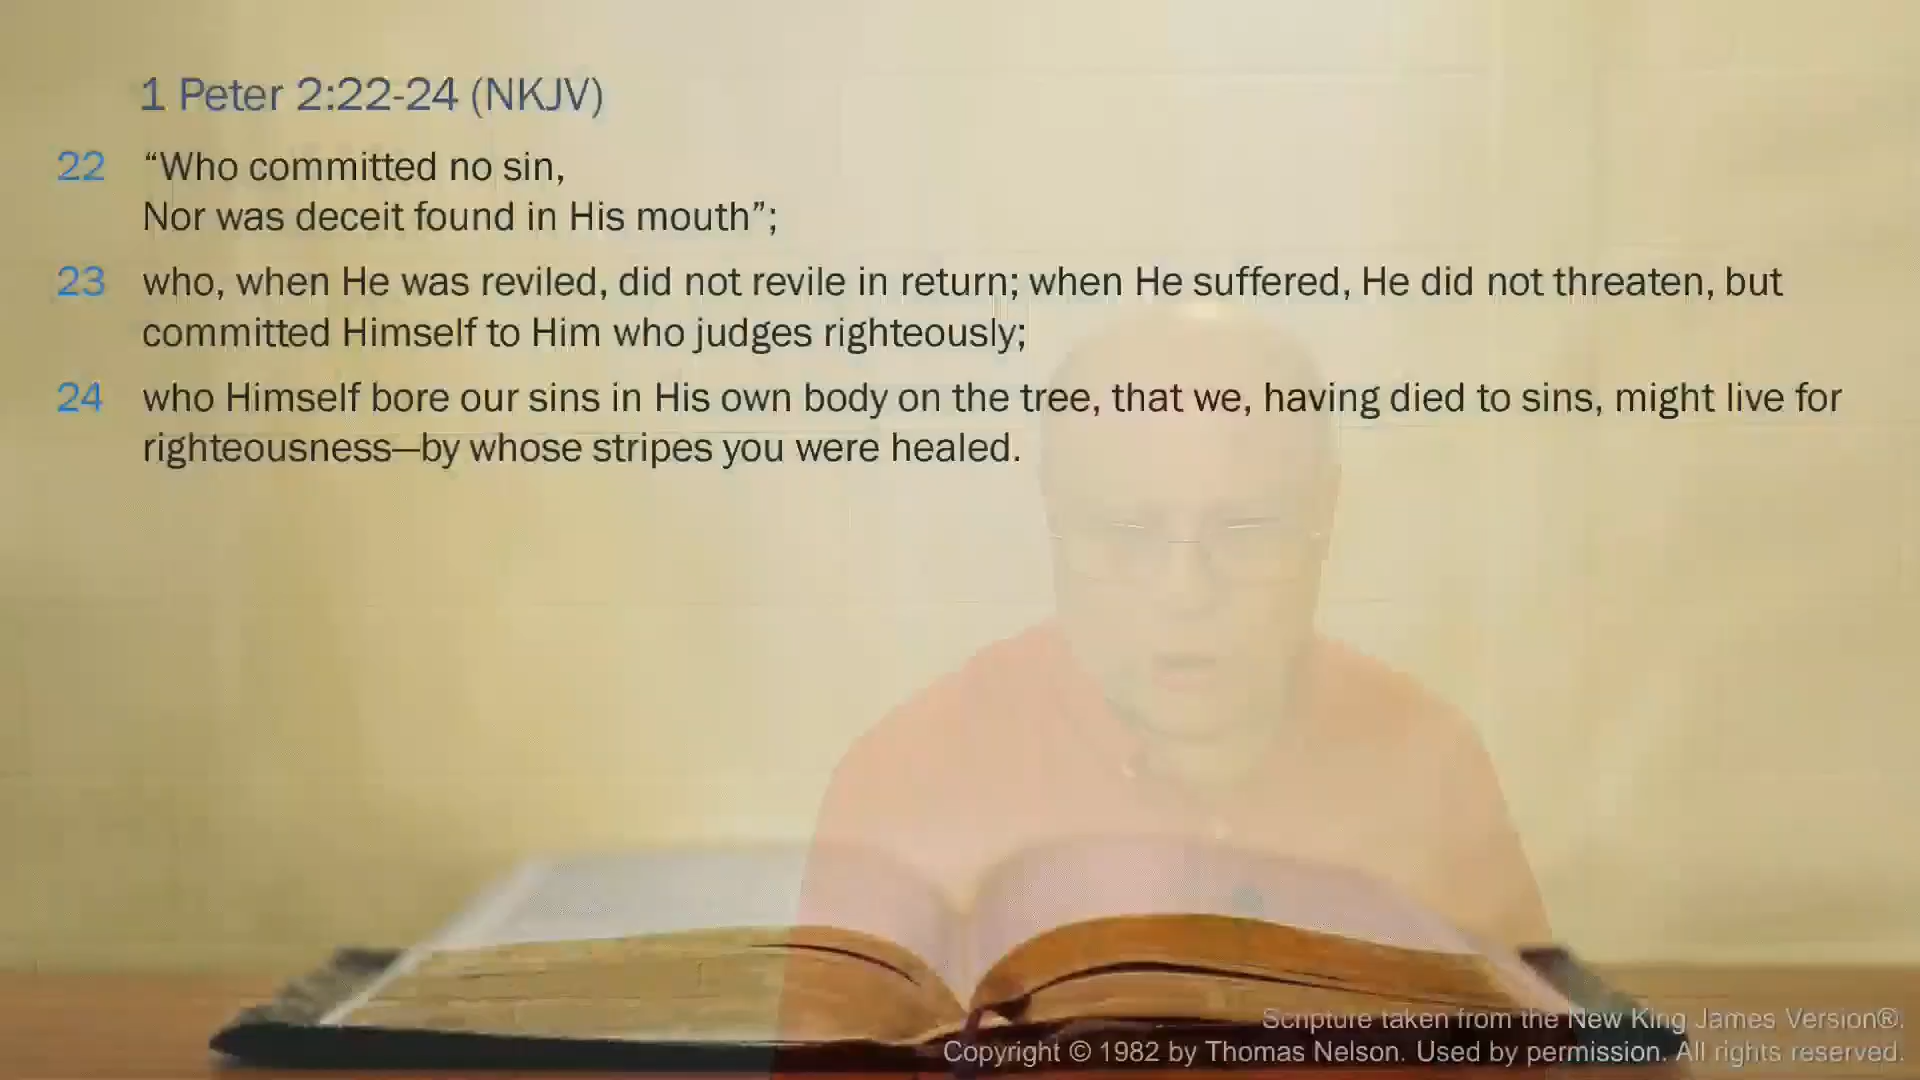 1 Peter 2:22-24 (NKJV)
22 “Who committed no sin,
Nor was deceit found in His mouth”;
23 who, when He was reviled, did not revile in return; when He suffered, He did not threaten, but
committed Himself to Him who judges righteously;
24 who Himself bore our sins in His own body on the tree, that we, having died to sins, might live for
righteousness—by whose stripes you were healed.
Scripture taken from the New King James Version®.
Copyright © 1982 by Thomas Nelson. Used by permission. All rights reserved.